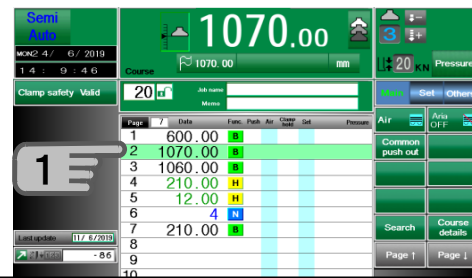 Semi
Auto
MON2 4/ 6/ 2019
14 : 9 : 46
1070.00
Course
1070.00 mm
3
20 KN Pressure
Clamp safety Valid
20
Job name
Memo
Main Set Others
Page 7 Data Func. Push Air Clamp hold Set Pressure
1 600.00 B
2 1070.00 B
3 1060.00 B
4 210.00 H
5 12.00 H
6 4 N
7 210.00 B
8
9
10
1
Air
Aria
OFF
Common
push out
Search
Course
details
Page ↑
Page ↓
Last update 11/ 6/2019
-86